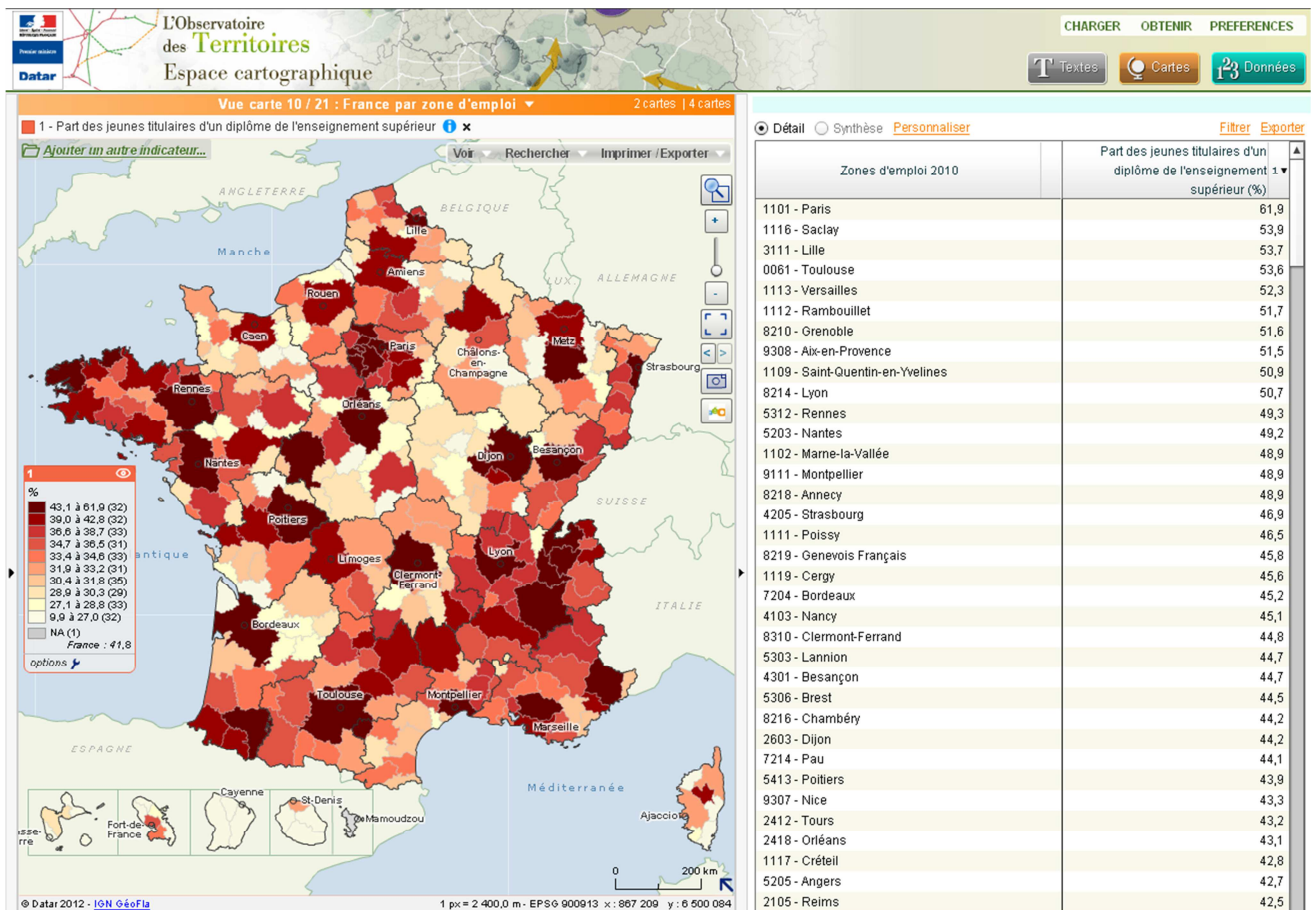 L'Observatoire
des Territoires
Espace cartographique
Premier ministre
Datar
CHARGER OBTENIR PREFERENCES
T Textes Cartes 123 Données
Vue carte 10 / 21 : France par zone d'emploi ▼ 2 cartes | 4 cartes
1 - Part des jeunes titulaires d'un diplôme de l'enseignement supérieur i ×
Ajouter un autre indicateur...
Voir Rechercher Imprimer / Exporter
ANGLETERRE
BELGIQUE
Lille
Manche
Amiens
ALLEMAGNE
LUX.
Rouen
Caen
Paris
Metz
Châlons-
en-
Champagne
Strasbourg
Rennes
Orléans
Nantes
Dijon
Besançon
SUISSE
Poitiers
antique
Limoges
Lyon
Clermont-
Ferrand
ITALIE
Bordeaux
Toulouse
Montpellier
Marseille
ESPAGNE
Méditerranée
Ajaccio
Cayenne
St-Denis
Mamoudzou
Fort-de-
France
sse-
rre
+
-
< >
1
%
43,1 à 61,9 (32)
39,0 à 42,8 (32)
36,6 à 38,7 (33)
34,7 à 36,5 (31)
33,4 à 34,6 (33)
31,9 à 33,2 (31)
30,4 à 31,8 (35)
28,9 à 30,3 (29)
27,1 à 28,8 (33)
9,9 à 27,0 (32)
NA (1)
France : 41,8
options
0 200 km
© Datar 2012 - IGN GéoFla 1 px = 2 400,0 m - EPSG 900913 x : 867 209 y : 6 500 084
Détail Synthèse Personnaliser Filtrer Exporter
Zones d'emploi 2010
Part des jeunes titulaires d'un
diplôme de l'enseignement 1 ▼
supérieur (%)
1101 - Paris 61,9
1116 - Saclay 53,9
3111 - Lille 53,7
0061 - Toulouse 53,6
1113 - Versailles 52,3
1112 - Rambouillet 51,7
8210 - Grenoble 51,6
9308 - Aix-en-Provence 51,5
1109 - Saint-Quentin-en-Yvelines 50,9
8214 - Lyon 50,7
5312 - Rennes 49,3
5203 - Nantes 49,2
1102 - Marne-la-Vallée 48,9
9111 - Montpellier 48,9
8218 - Annecy 48,9
4205 - Strasbourg 46,9
1111 - Poissy 46,5
8219 - Genevois Français 45,8
1119 - Cergy 45,6
7204 - Bordeaux 45,2
4103 - Nancy 45,1
8310 - Clermont-Ferrand 44,8
5303 - Lannion 44,7
4301 - Besançon 44,7
5306 - Brest 44,5
8216 - Chambéry 44,2
2603 - Dijon 44,2
7214 - Pau 44,1
5413 - Poitiers 43,9
9307 - Nice 43,3
2412 - Tours 43,2
2418 - Orléans 43,1
1117 - Créteil 42,8
5205 - Angers 42,7
2105 - Reims 42,5